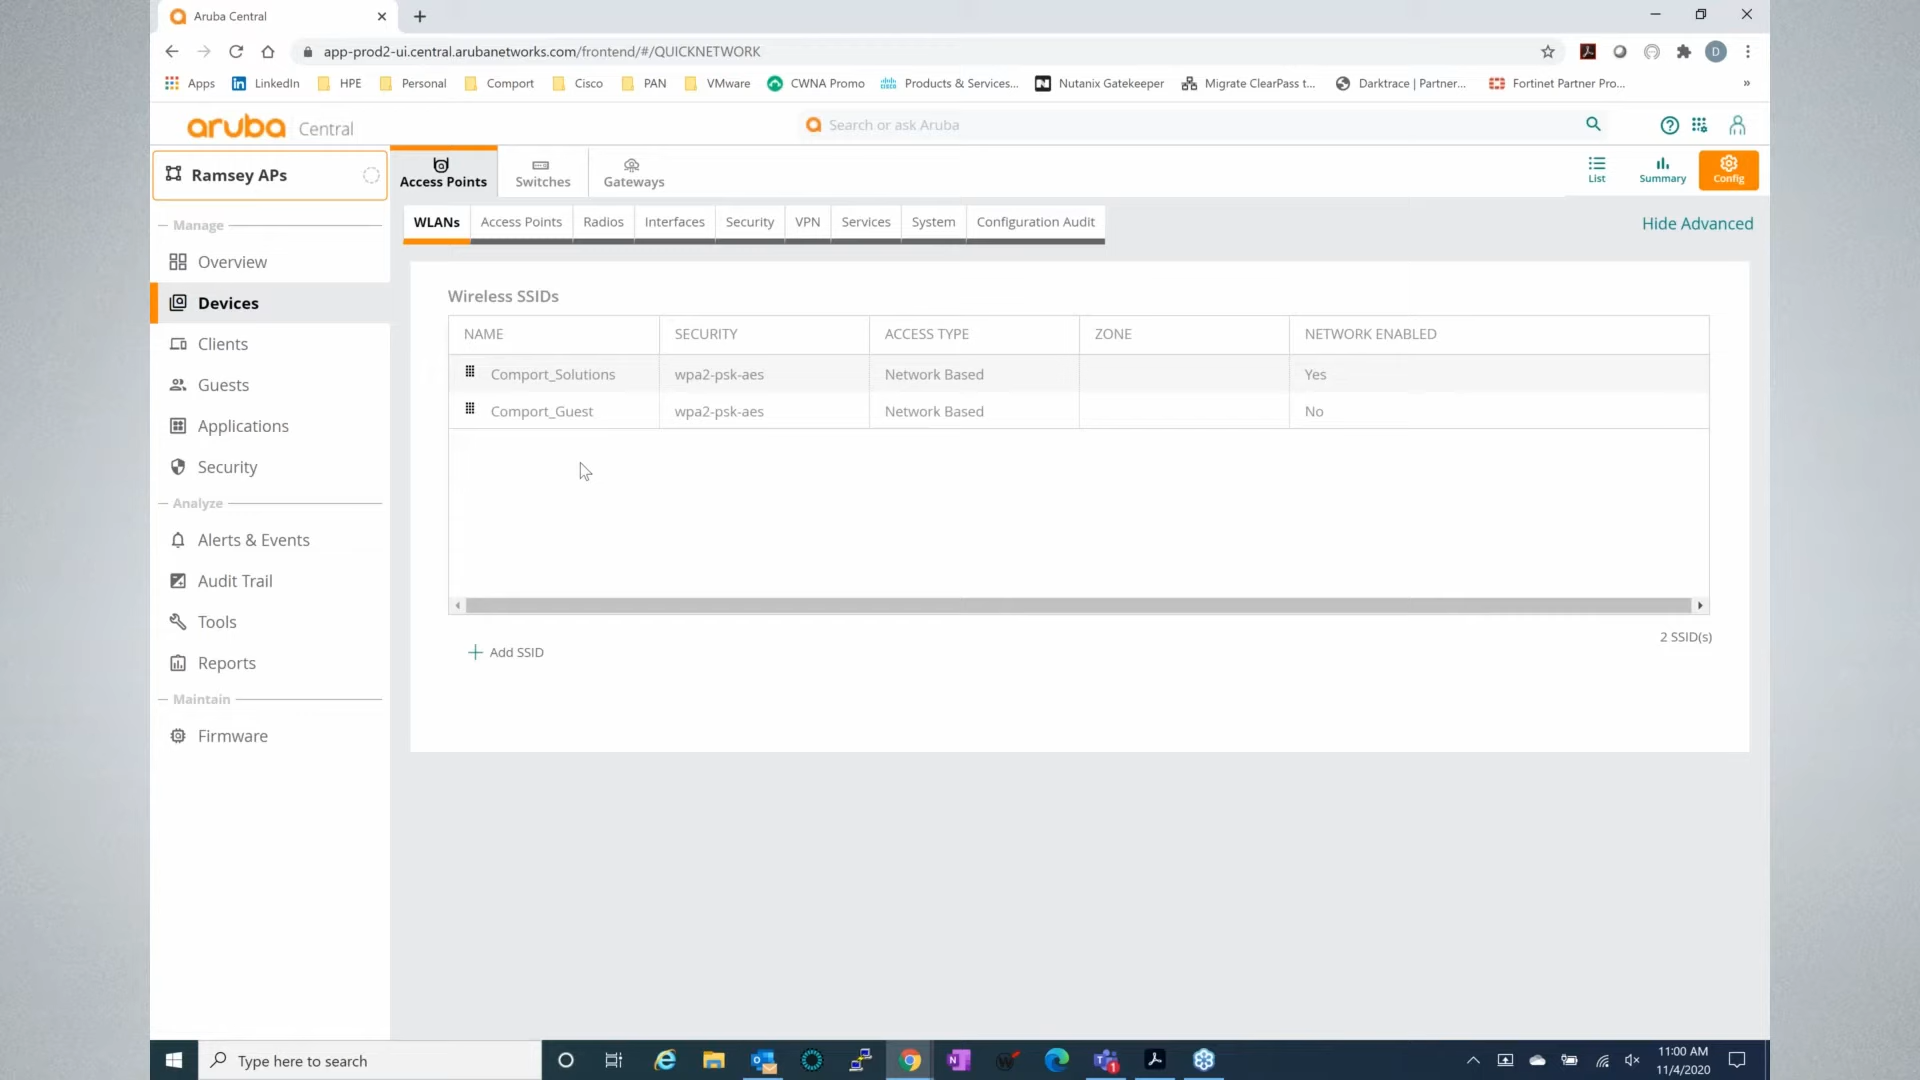 Aruba Central
app-prod2-ui.central.arubanetworks.com/frontend/#/QUICKNETWORK
D
Apps LinkedIn HPE Personal Comport Cisco PAN VMware CWNA Promo Products & Services... Nutanix Gatekeeper Migrate ClearPass t... Darktrace | Partner... Fortinet Partner Pro... »
aruba Central
Search or ask Aruba
Ramsey APs
Access Points Switches Gateways
List Summary Config
WLANs Access Points Radios Interfaces Security VPN Services System Configuration Audit
Hide Advanced
Manage
Overview
Devices
Clients
Guests
Applications
Security
Analyze
Alerts & Events
Audit Trail
Tools
Reports
Maintain
Firmware
Wireless SSIDs
NAME SECURITY ACCESS TYPE ZONE NETWORK ENABLED
Comport_Solutions wpa2-psk-aes Network Based Yes
Comport_Guest wpa2-psk-aes Network Based No
2 SSID(s)
Add SSID
Type here to search
11:00 AM
11/4/2020